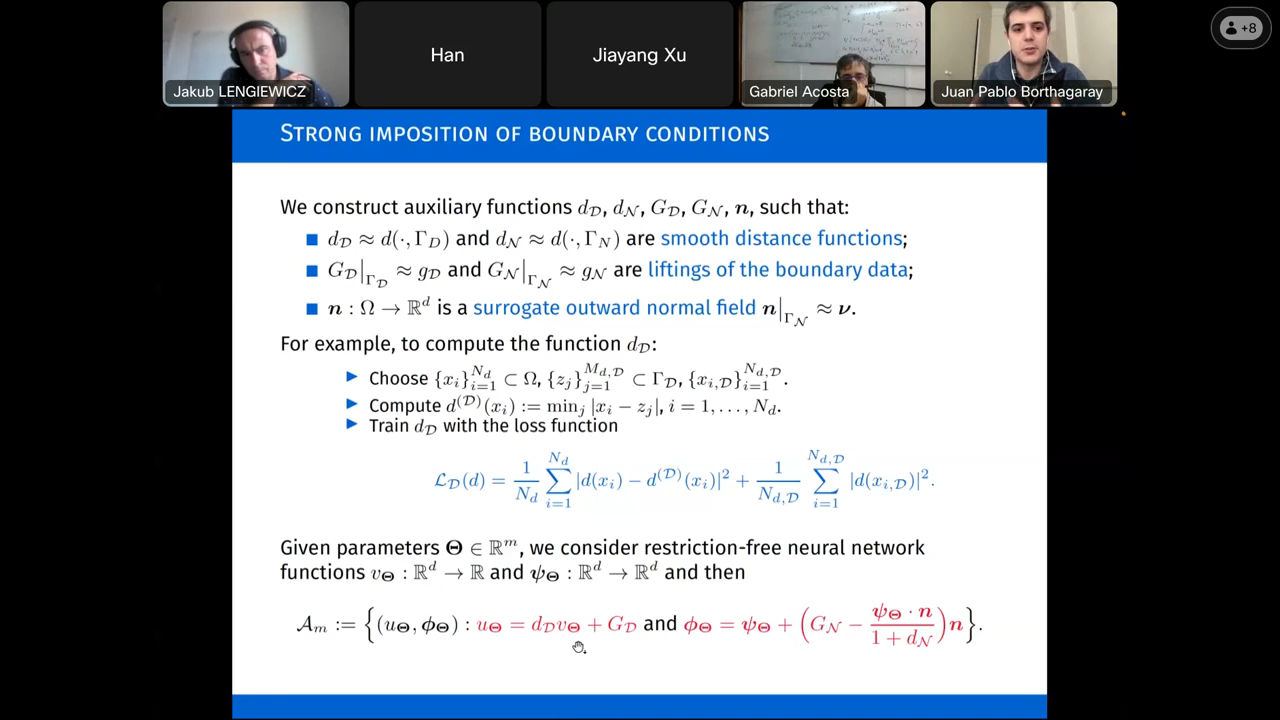 +8
Jakub LENGIEWICZ
Han
Jiayang Xu
Gabriel Acosta
Juan Pablo Borthagaray
STRONG IMPOSITION OF BOUNDARY CONDITIONS
We construct auxiliary functions d_𝒟, d_𝒩, G_𝒟, G_𝒩, n, such that:
■ d_𝒟 ≈ d(·, Γ_D) and d_𝒩 ≈ d(·, Γ_N) are smooth distance functions;
■ G_𝒟|_{Γ_𝒟} ≈ g_𝒟 and G_𝒩|_{Γ_𝒩} ≈ g_𝒩 are liftings of the boundary data;
■ n : Ω → ℝ^d is a surrogate outward normal field n|_{Γ_𝒩} ≈ ν.
For example, to compute the function d_𝒟:
▶ Choose {x_i}_{i=1}^{N_d} ⊂ Ω, {z_j}_{j=1}^{M_{d,𝒟}} ⊂ Γ_𝒟, {x_{i,𝒟}}_{i=1}^{N_{d,𝒟}}.
▶ Compute d^{(𝒟)}(x_i) := min_j |x_i − z_j|, i = 1, . . . , N_d.
▶ Train d_𝒟 with the loss function
ℒ_𝒟(d) = \frac{1}{N_d} \sum_{i=1}^{N_d} |d(x_i) − d^{(𝒟)}(x_i)|^2 + \frac{1}{N_{d,𝒟}} \sum_{i=1}^{N_{d,𝒟}} |d(x_{i,𝒟})|^2.
Given parameters Θ ∈ ℝ^m, we consider restriction-free neural network
functions v_Θ : ℝ^d → ℝ and ψ_Θ : ℝ^d → ℝ^d and then
𝒜_m := {(u_Θ, ϕ_Θ) : u_Θ = d_𝒟 v_Θ + G_𝒟 and ϕ_Θ = ψ_Θ + (G_𝒩 − \frac{ψ_Θ · n}{1 + d_𝒩}) n}.